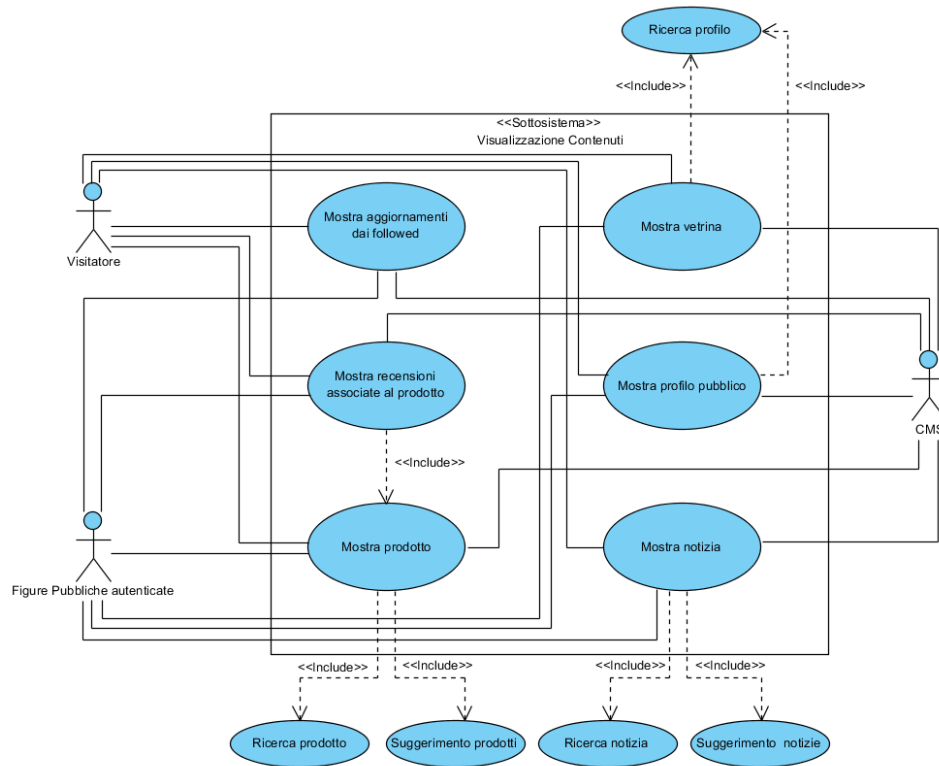 Ricerca profilo
<<Include>>
<<Include>>
<<Sottosistema>>
Visualizzazione Contenuti
Visitatore
Mostra aggiornamenti
dai followed
Mostra vetrina
Mostra recensioni
associate al prodotto
Mostra profilo pubblico
CMS
<<Include>>
Mostra prodotto
Mostra notizia
Figure Pubbliche autenticate
<<Include>>
<<Include>>
<<Include>>
<<Include>>
Ricerca prodotto
Suggerimento prodotti
Ricerca notizia
Suggerimento notizie